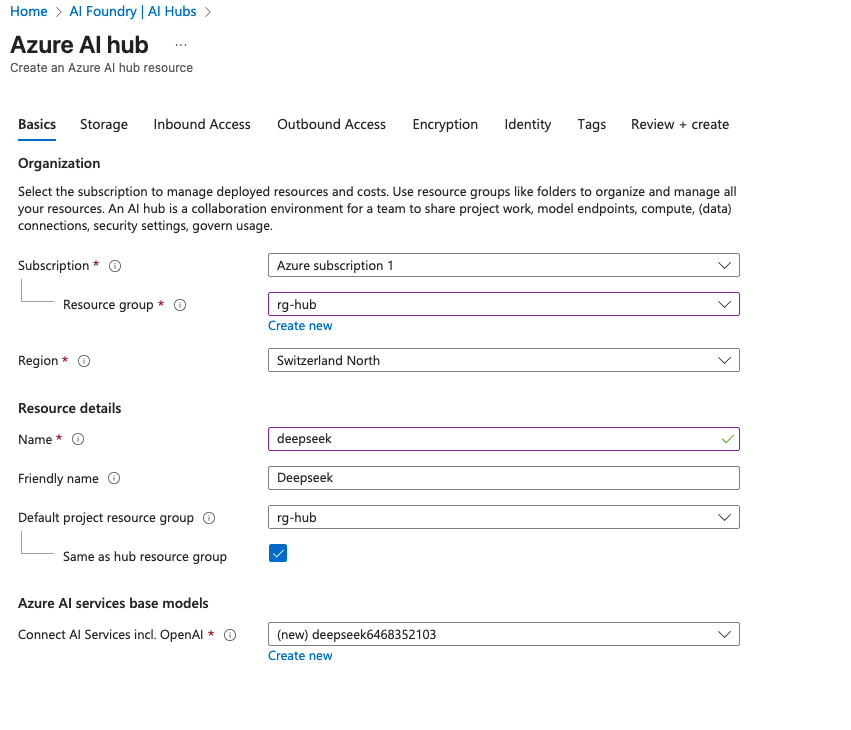 Home > AI Foundry | AI Hubs >
Azure AI hub ...
Create an Azure AI hub resource
Basics Storage Inbound Access Outbound Access Encryption Identity Tags Review + create
Organization
Select the subscription to manage deployed resources and costs. Use resource groups like folders to organize and manage all
your resources. An AI hub is a collaboration environment for a team to share project work, model endpoints, compute, (data)
connections, security settings, govern usage.
Subscription * Azure subscription 1
Resource group * rg-hub
Create new
Region * Switzerland North
Resource details
Name * deepseek
Friendly name Deepseek
Default project resource group rg-hub
Same as hub resource group
Azure AI services base models
Connect AI Services incl. OpenAI * (new) deepseek6468352103
Create new